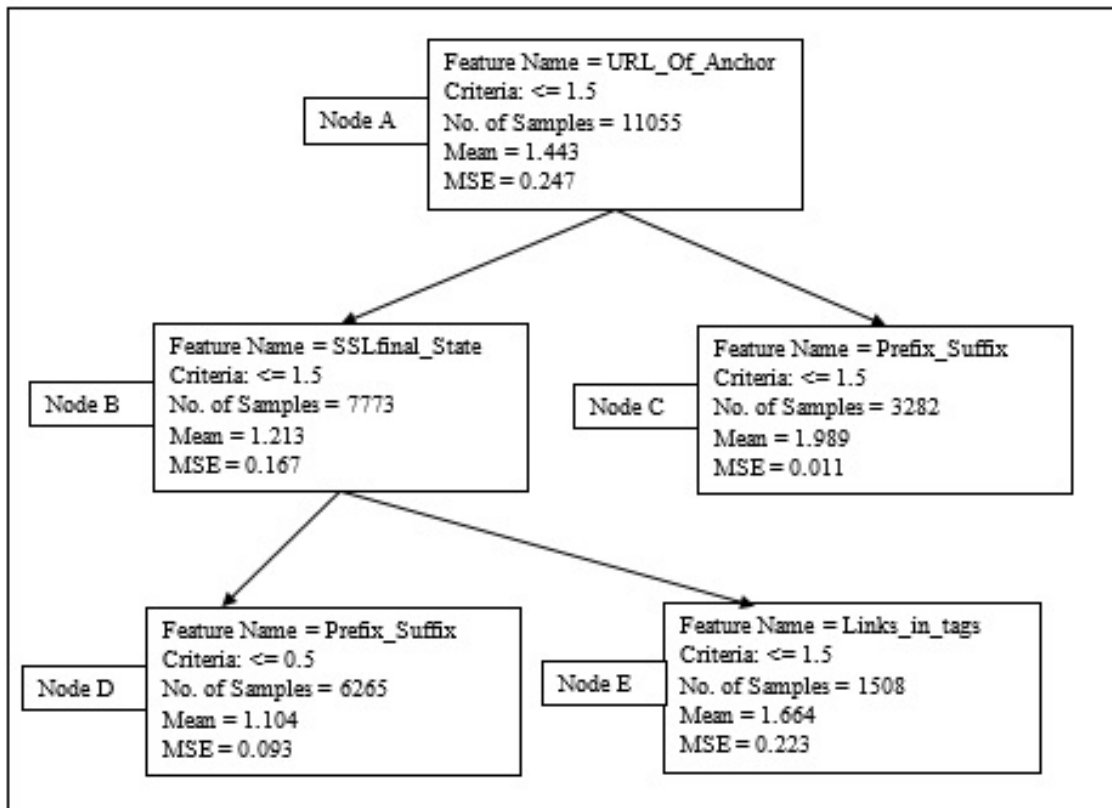 Node A
Feature Name = URL_Of_Anchor
Criteria: <= 1.5
No. of Samples = 11055
Mean = 1.443
MSE = 0.247
Node B
Feature Name = SSLfinal_State
Criteria: <= 1.5
No. of Samples = 7773
Mean = 1.213
MSE = 0.167
Node C
Feature Name = Prefix_Suffix
Criteria: <= 1.5
No. of Samples = 3282
Mean = 1.989
MSE = 0.011
Node D
Feature Name = Prefix_Suffix
Criteria: <= 0.5
No. of Samples = 6265
Mean = 1.104
MSE = 0.093
Node E
Feature Name = Links_in_tags
Criteria: <= 1.5
No. of Samples = 1508
Mean = 1.664
MSE = 0.223